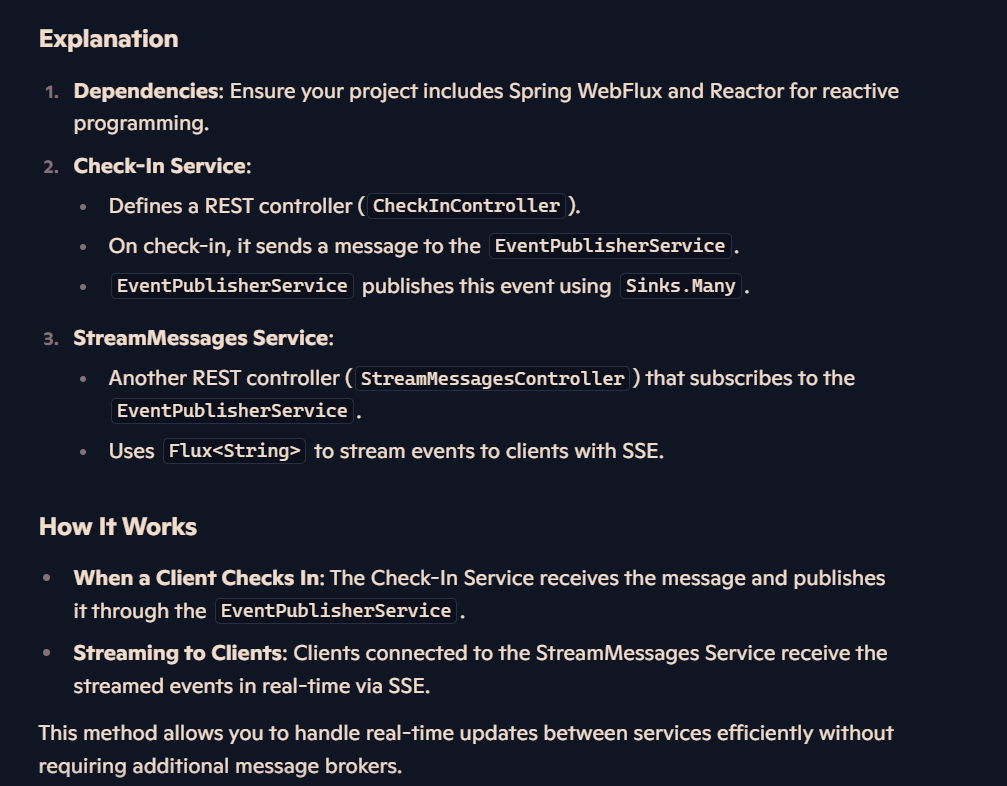 Explanation
1. Dependencies: Ensure your project includes Spring WebFlux and Reactor for reactive
programming.
2. Check-In Service:
• Defines a REST controller ( CheckInController ).
• On check-in, it sends a message to the EventPublisherService .
• EventPublisherService publishes this event using Sinks.Many .
3. StreamMessages Service:
• Another REST controller ( StreamMessagesController ) that subscribes to the
EventPublisherService .
• Uses Flux<String> to stream events to clients with SSE.
How It Works
• When a Client Checks In: The Check-In Service receives the message and publishes
it through the EventPublisherService .
• Streaming to Clients: Clients connected to the StreamMessages Service receive the
streamed events in real-time via SSE.
This method allows you to handle real-time updates between services efficiently without
requiring additional message brokers.